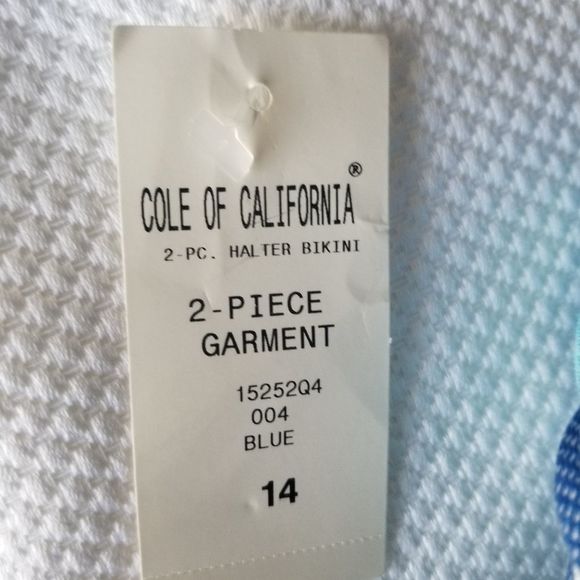 COLE OF CALIFORNIA®
2-PC. HALTER BIKINI
2-PIECE
GARMENT
15252Q4
004
BLUE
14